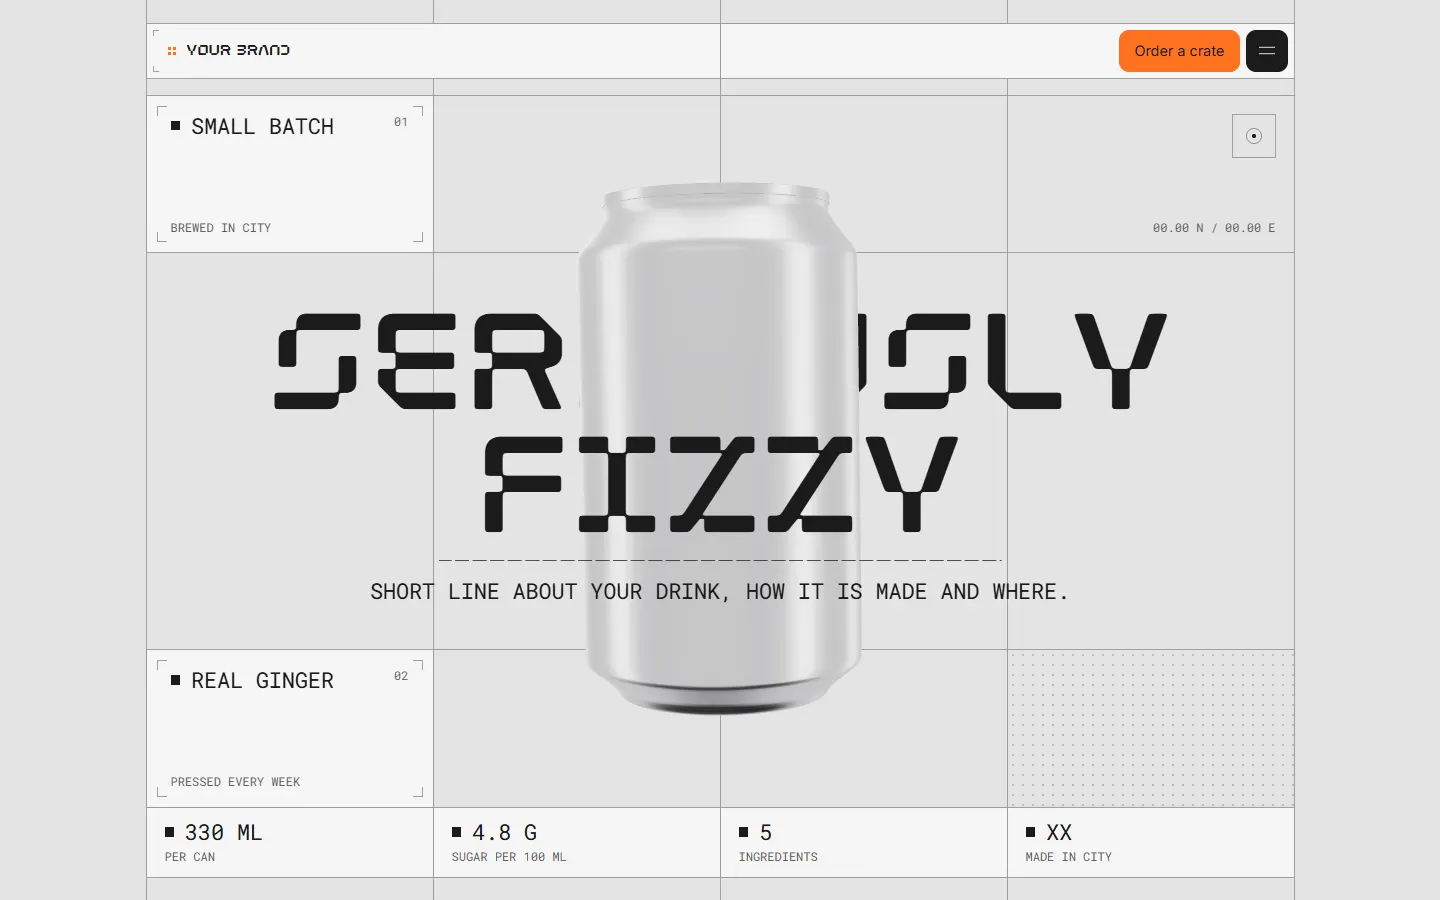 YOUR BRAND
Order a crate
SMALL BATCH
01
BREWED IN CITY
00.00 N / 00.00 E
SER USLY
FIZZY
SHORT LINE ABOUT YOUR DRINK, HOW IT IS MADE AND WHERE.
REAL GINGER
02
PRESSED EVERY WEEK
330 ML
PER CAN
4.8 G
SUGAR PER 100 ML
5
INGREDIENTS
XX
MADE IN CITY